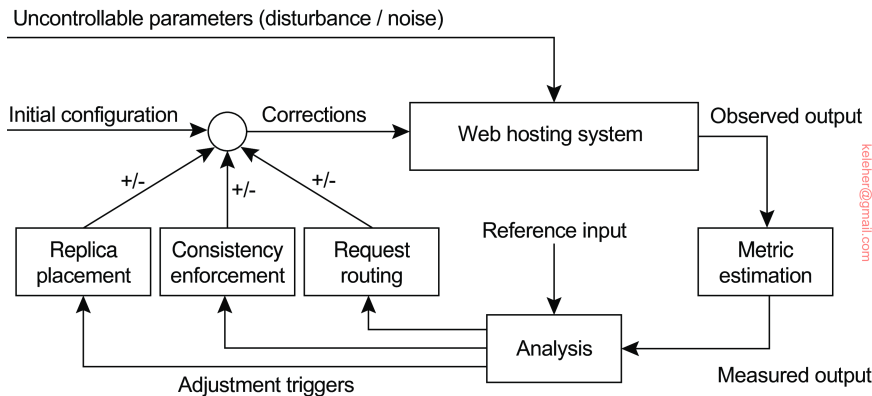 Uncontrollable parameters (disturbance / noise)
Initial configuration
Corrections
Web hosting system
Observed output
+/-
+/-
+/-
Replica
placement
Consistency
enforcement
Request
routing
Reference input
Metric
estimation
Analysis
Adjustment triggers
Measured output
keleher@gmail.com